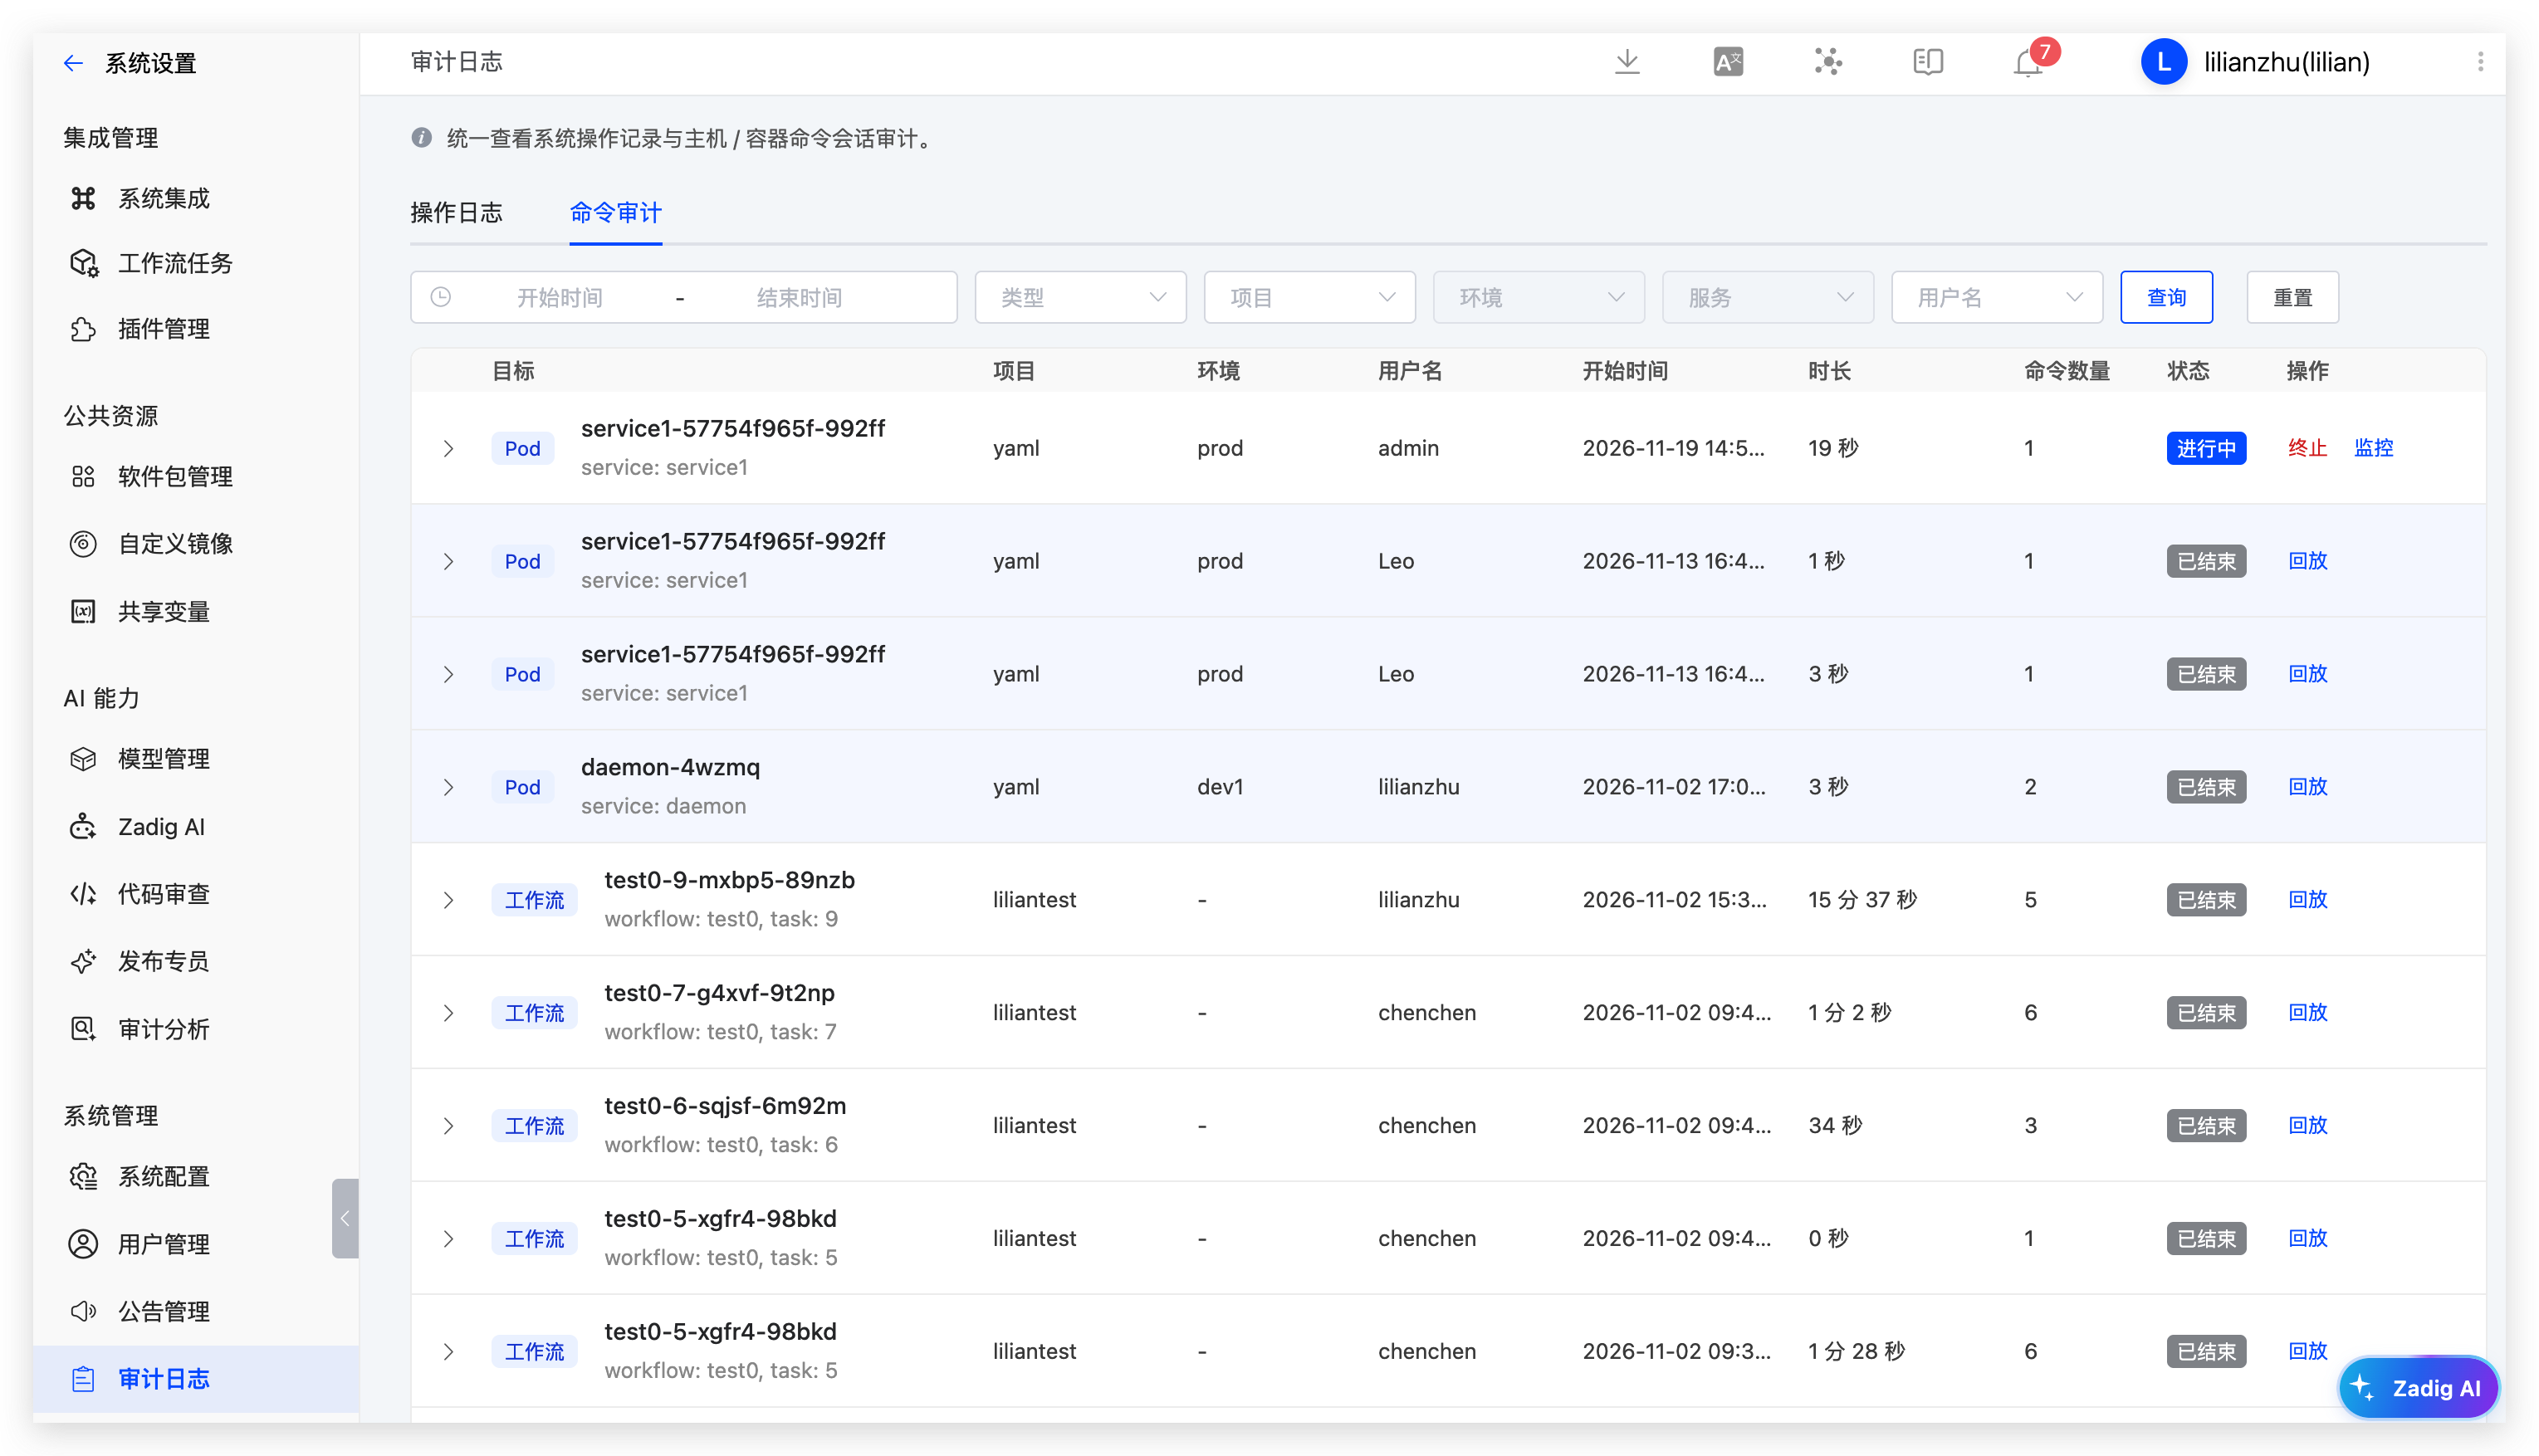 系统设置
集成管理
系统集成
工作流任务
插件管理
公共资源
软件包管理
自定义镜像
共享变量
AI 能力
模型管理
Zadig AI
代码审查
发布专员
审计分析
系统管理
系统配置
用户管理
公告管理
审计日志
审计日志 7 L lilianzhu(lilian)
统一查看系统操作记录与主机 / 容器命令会话审计。
操作日志 命令审计
开始时间 - 结束时间 类型 项目 环境 服务 用户名 查询 重置
目标 项目 环境 用户名 开始时间 时长 命令数量 状态 操作
Pod service1-57754f965f-992ff yaml prod admin 2026-11-19 14:5... 19 秒 1 进行中 终止 监控
service: service1
Pod service1-57754f965f-992ff yaml prod Leo 2026-11-13 16:4... 1 秒 1 已结束 回放
service: service1
Pod service1-57754f965f-992ff yaml prod Leo 2026-11-13 16:4... 3 秒 1 已结束 回放
service: service1
Pod daemon-4wzmq yaml dev1 lilianzhu 2026-11-02 17:0... 3 秒 2 已结束 回放
service: daemon
工作流 test0-9-mxbp5-89nzb liliantest - lilianzhu 2026-11-02 15:3... 15 分 37 秒 5 已结束 回放
workflow: test0, task: 9
工作流 test0-7-g4xvf-9t2np liliantest - chenchen 2026-11-02 09:4... 1 分 2 秒 6 已结束 回放
workflow: test0, task: 7
工作流 test0-6-sqjsf-6m92m liliantest - chenchen 2026-11-02 09:4... 34 秒 3 已结束 回放
workflow: test0, task: 6
工作流 test0-5-xgfr4-98bkd liliantest - chenchen 2026-11-02 09:4... 0 秒 1 已结束 回放
workflow: test0, task: 5
工作流 test0-5-xgfr4-98bkd liliantest - chenchen 2026-11-02 09:3... 1 分 28 秒 6 已结束 回放
workflow: test0, task: 5
Zadig AI